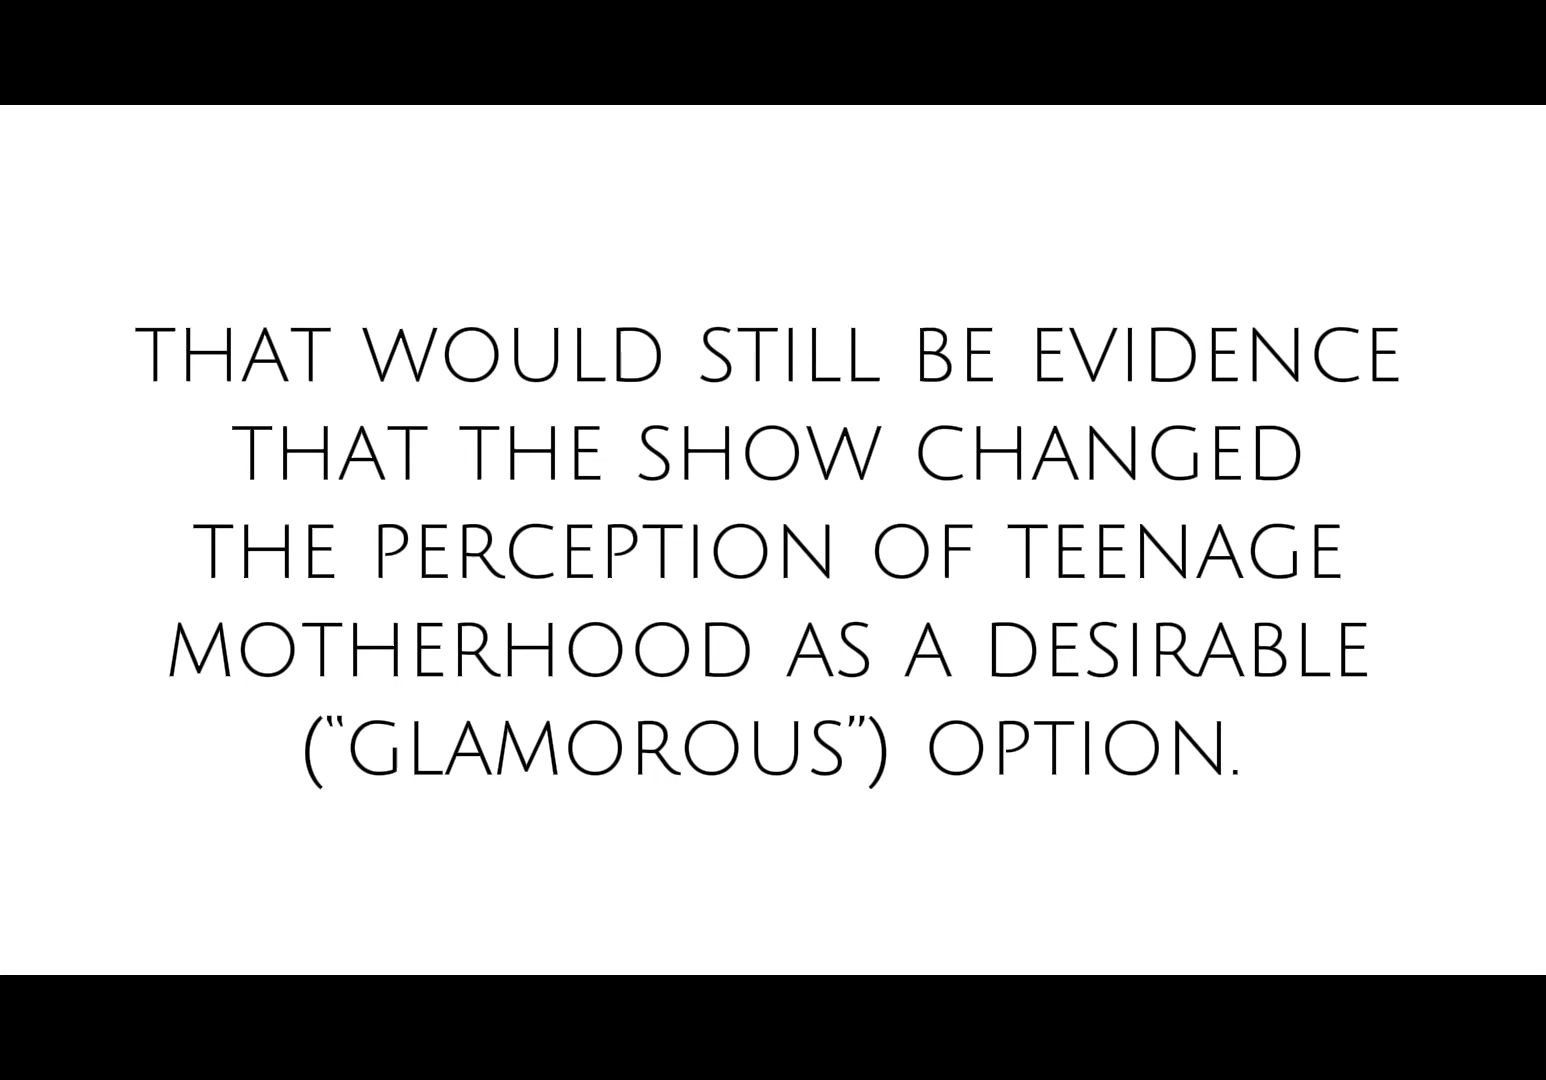 THAT WOULD STILL BE EVIDENCE
THAT THE SHOW CHANGED
THE PERCEPTION OF TEENAGE
MOTHERHOOD AS A DESIRABLE
(“GLAMOROUS”) OPTION.